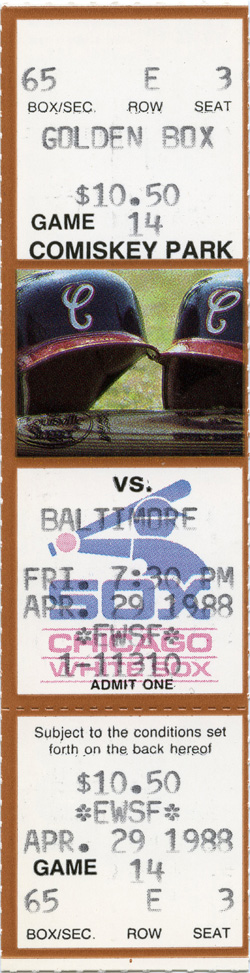 65 E 3
BOX/SEC. ROW SEAT
GOLDEN BOX
$10.50
GAME 14
COMISKEY PARK
C C
VS.
BALTIMORE
FRI. 7:30 PM
SOX
APR. 29 1988
*EWSF*
CHICAGO
1-11310
WHITE SOX
ADMIT ONE
Subject to the conditions set
forth on the back hereof
$10.50
*EWSF*
APR. 29 1988
GAME 14
65 E 3
BOX/SEC. ROW SEAT